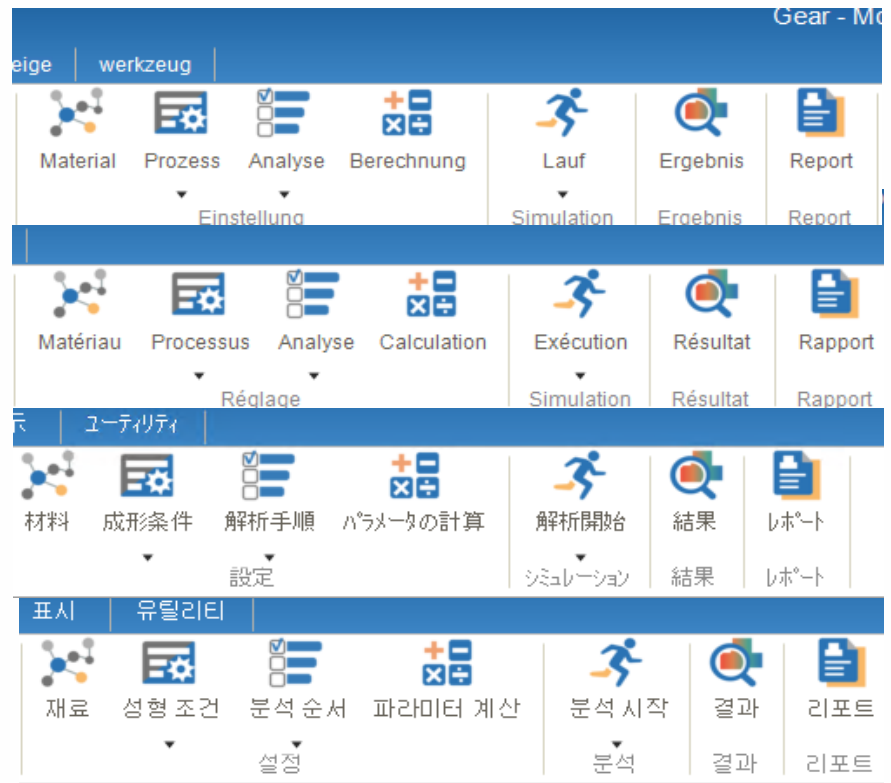 Gear - Mo
eige werkzeug
Material Prozess Analyse Berechnung Lauf Ergebnis Report
Einstellung Simulation Ergebnis Report
Matériau Processus Analyse Calculation Exécution Résultat Rapport
Réglage Simulation Résultat Rapport
示 ユーティリティ
材料 成形条件 解析手順 パラメータの計算 解析開始 結果 レポート
設定 シミュレーション 結果 レポート
표시 유틸리티
재료 성형 조건 분석 순서 파라미터 계산 분석 시작 결과 리포트
설정 분석 결과 리포트